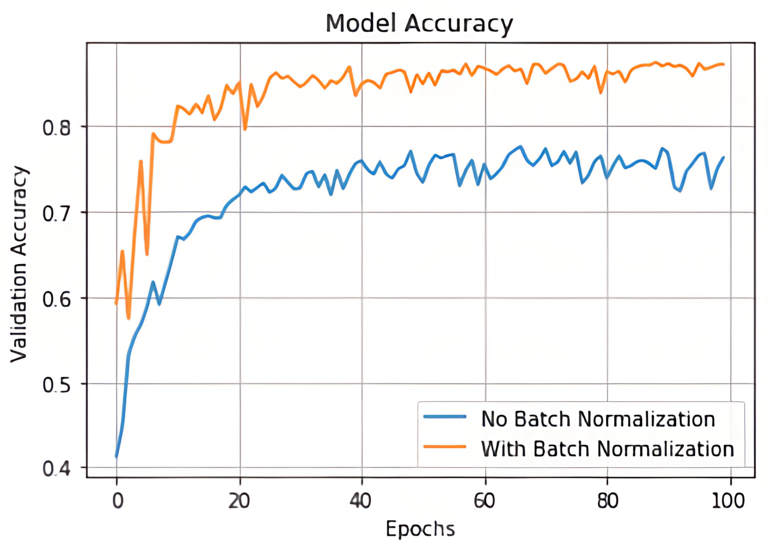 Model Accuracy
Validation Accuracy
0.8
0.7
0.6
0.5
0.4
No Batch Normalization
With Batch Normalization
0 20 40 60 80 100
Epochs